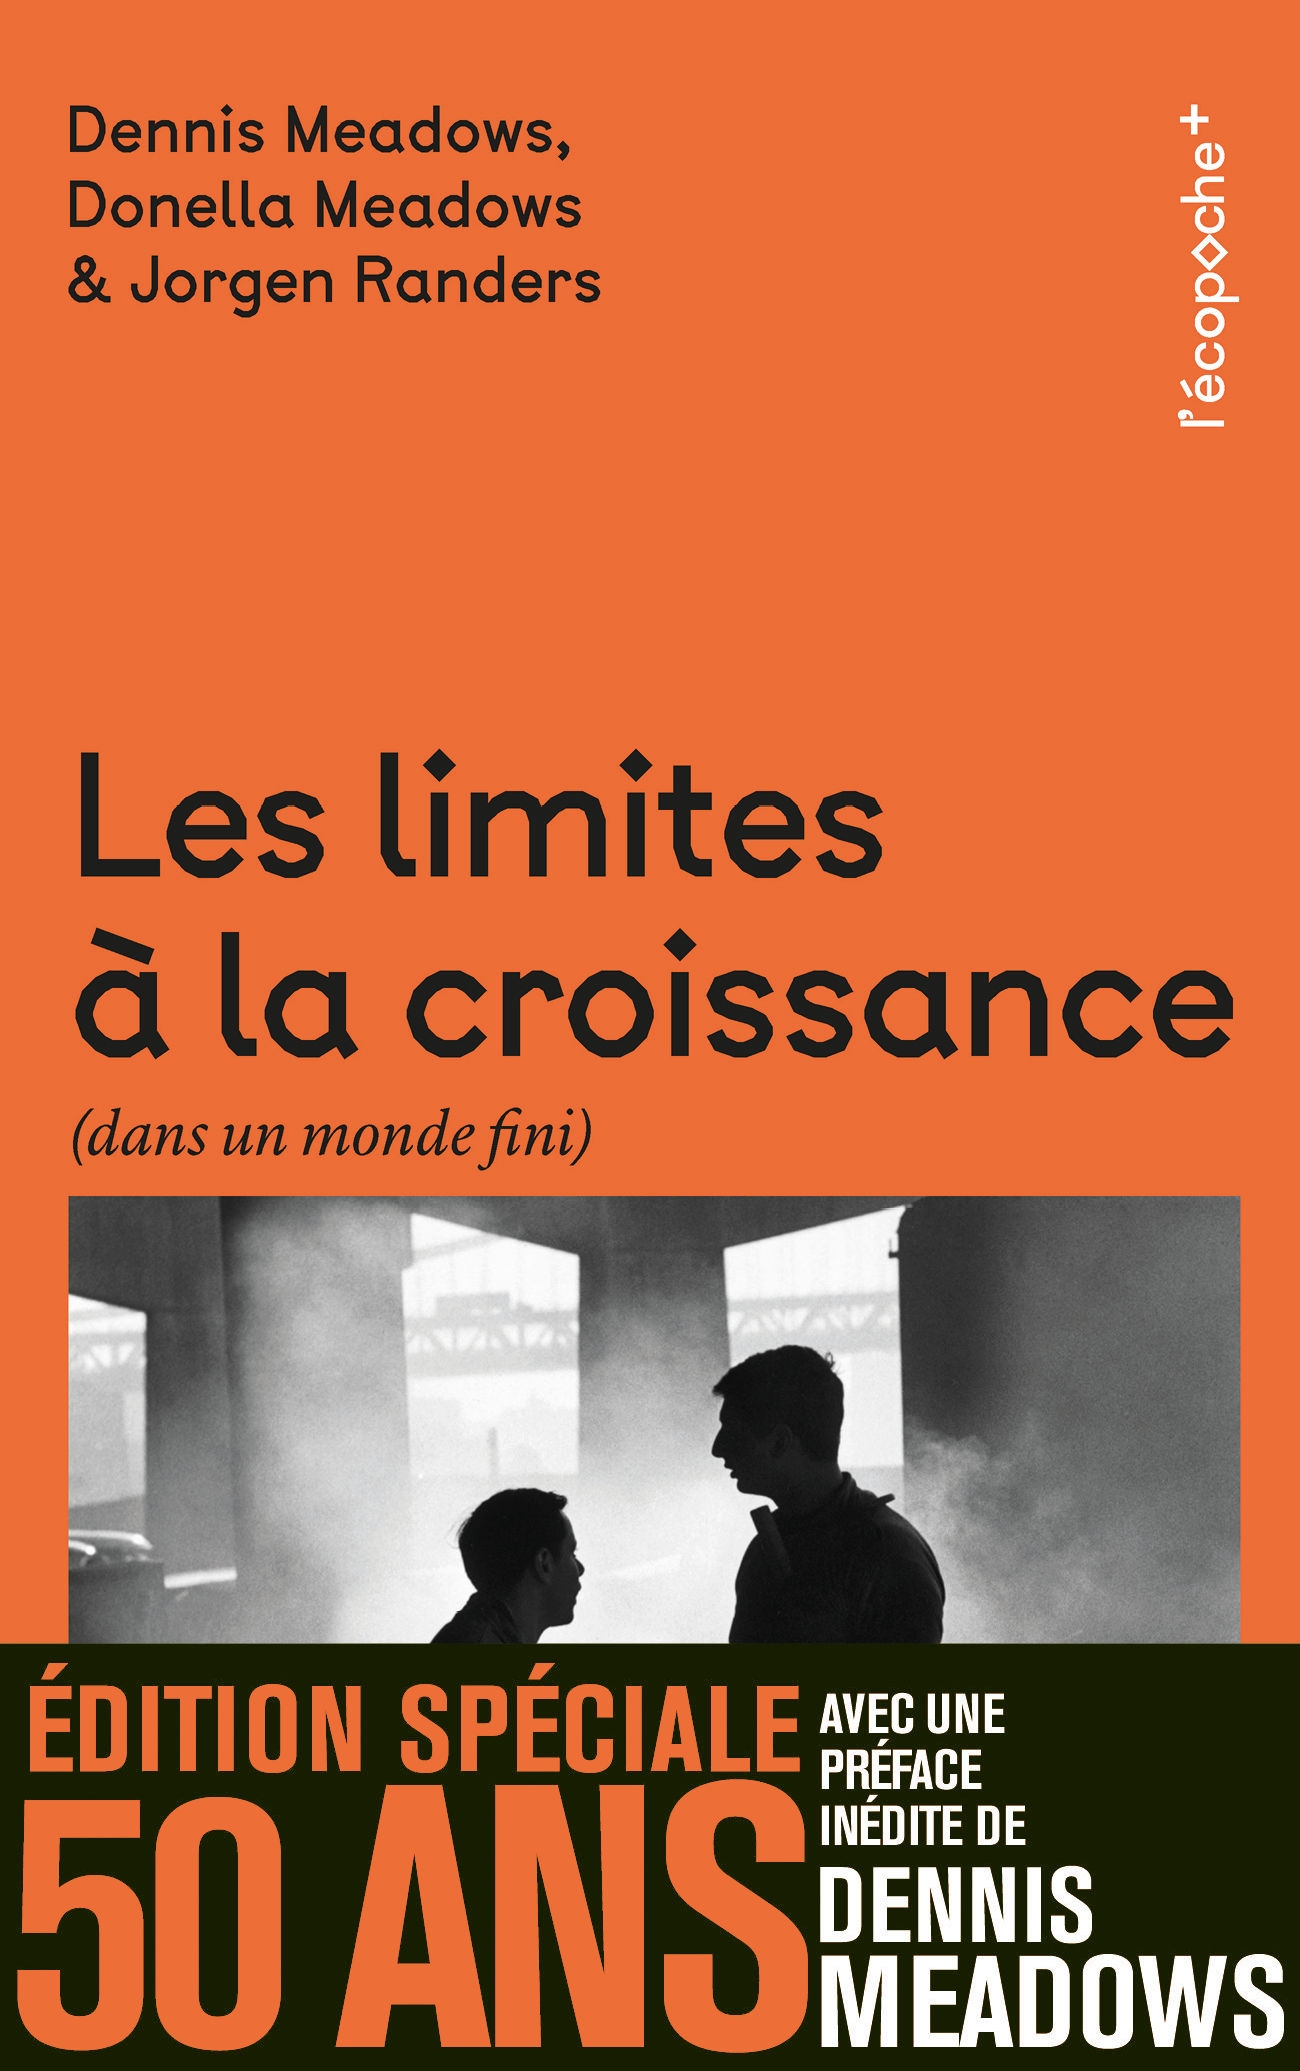 Dennis Meadows,
Donella Meadows
& Jorgen Randers
l'écopoche+
Les limites
à la croissance
(dans un monde fini)
ÉDITION SPÉCIALE
50 ANS
AVEC UNE
PRÉFACE
INÉDITE DE
DENNIS
MEADOWS